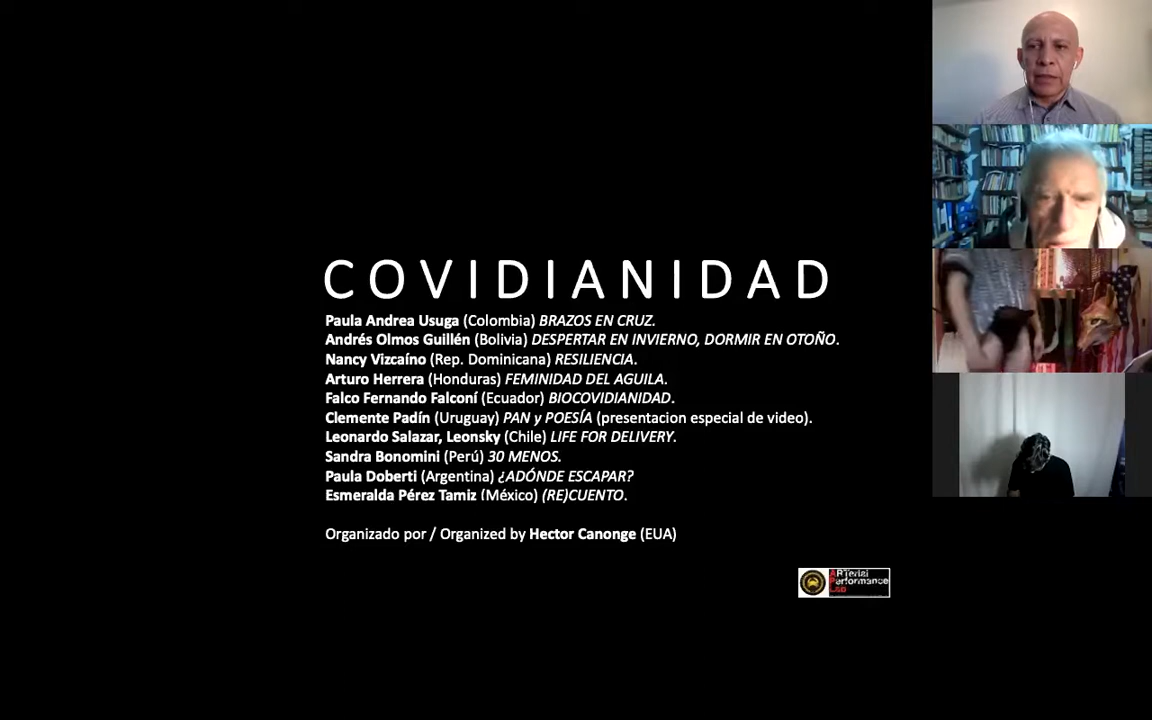 COVIDIANIDAD
Paula Andrea Usuga (Colombia) BRAZOS EN CRUZ.
Andrés Olmos Guillén (Bolivia) DESPERTAR EN INVIERNO, DORMIR EN OTOÑO.
Nancy Vizcaíno (Rep. Dominicana) RESILIENCIA.
Arturo Herrera (Honduras) FEMINIDAD DEL AGUILA.
Falco Fernando Falconí (Ecuador) BIOCOVIDIANIDAD.
Clemente Padín (Uruguay) PAN y POESÍA (presentacion especial de video).
Leonardo Salazar, Leonsky (Chile) LIFE FOR DELIVERY.
Sandra Bonomini (Perú) 30 MENOS.
Paula Doberti (Argentina) ¿ADÓNDE ESCAPAR?
Esmeralda Pérez Tamiz (México) (RE)CUENTO.
Organizado por / Organized by Hector Canonge (EUA)
ARTerial
Performance
Lab